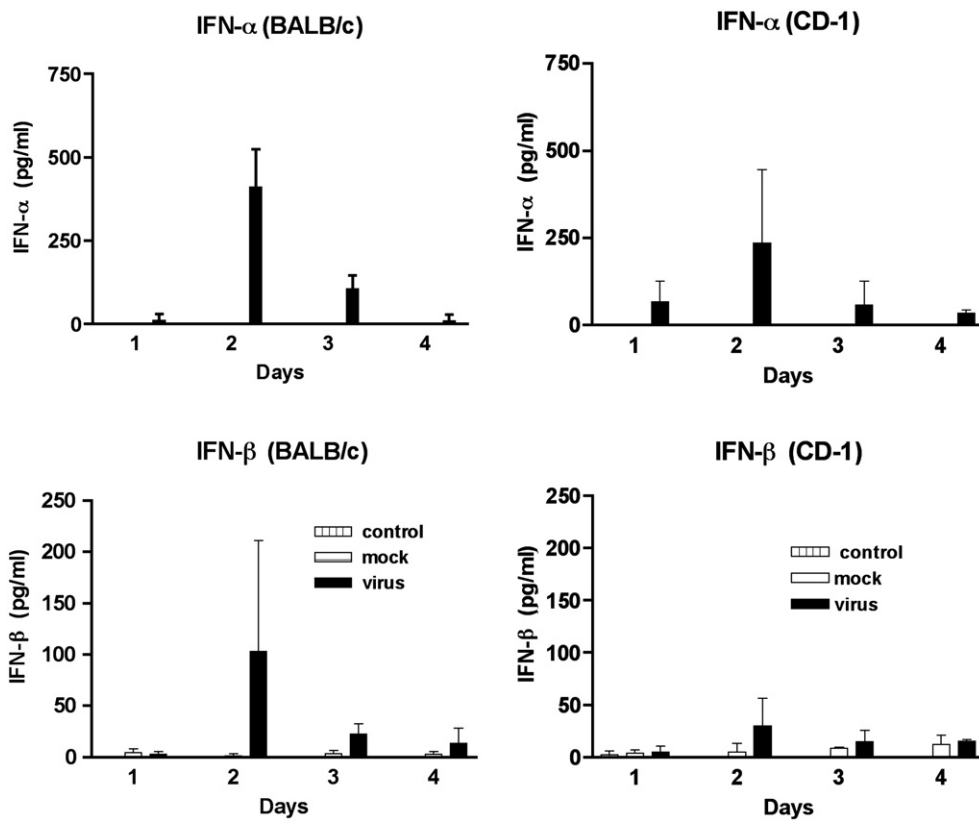 IFN-α (BALB/c)
IFN-α (pg/ml)
750
500
250
0
1 2 3 4
Days
IFN-α (CD-1)
IFN-α (pg/ml)
750
500
250
0
1 2 3 4
Days
IFN-β (BALB/c)
IFN-β (pg/ml)
250
200
150
100
50
0
control
mock
virus
1 2 3 4
Days
IFN-β (CD-1)
IFN-β (pg/ml)
250
200
150
100
50
0
control
mock
virus
1 2 3 4
Days